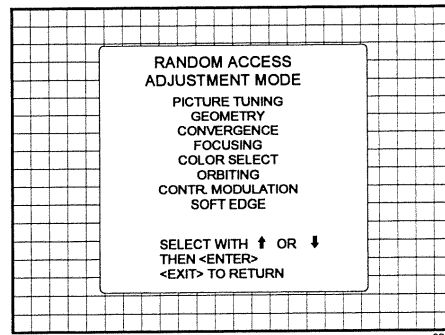 RANDOM ACCESS
ADJUSTMENT MODE
PICTURE TUNING
GEOMETRY
CONVERGENCE
FOCUSING
COLOR SELECT
ORBITING
CONTR. MODULATION
SOFT EDGE
SELECT WITH ⬆ OR ⬇
THEN <ENTER>
<EXIT> TO RETURN